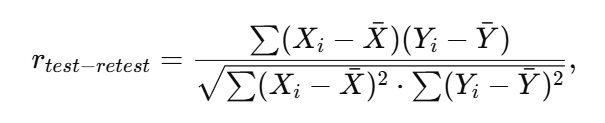 r_{test-retest} = \frac{\sum(X_i - \bar{X})(Y_i - \bar{Y})}{\sqrt{\sum(X_i - \bar{X})^2 \cdot \sum(Y_i - \bar{Y})^2}},